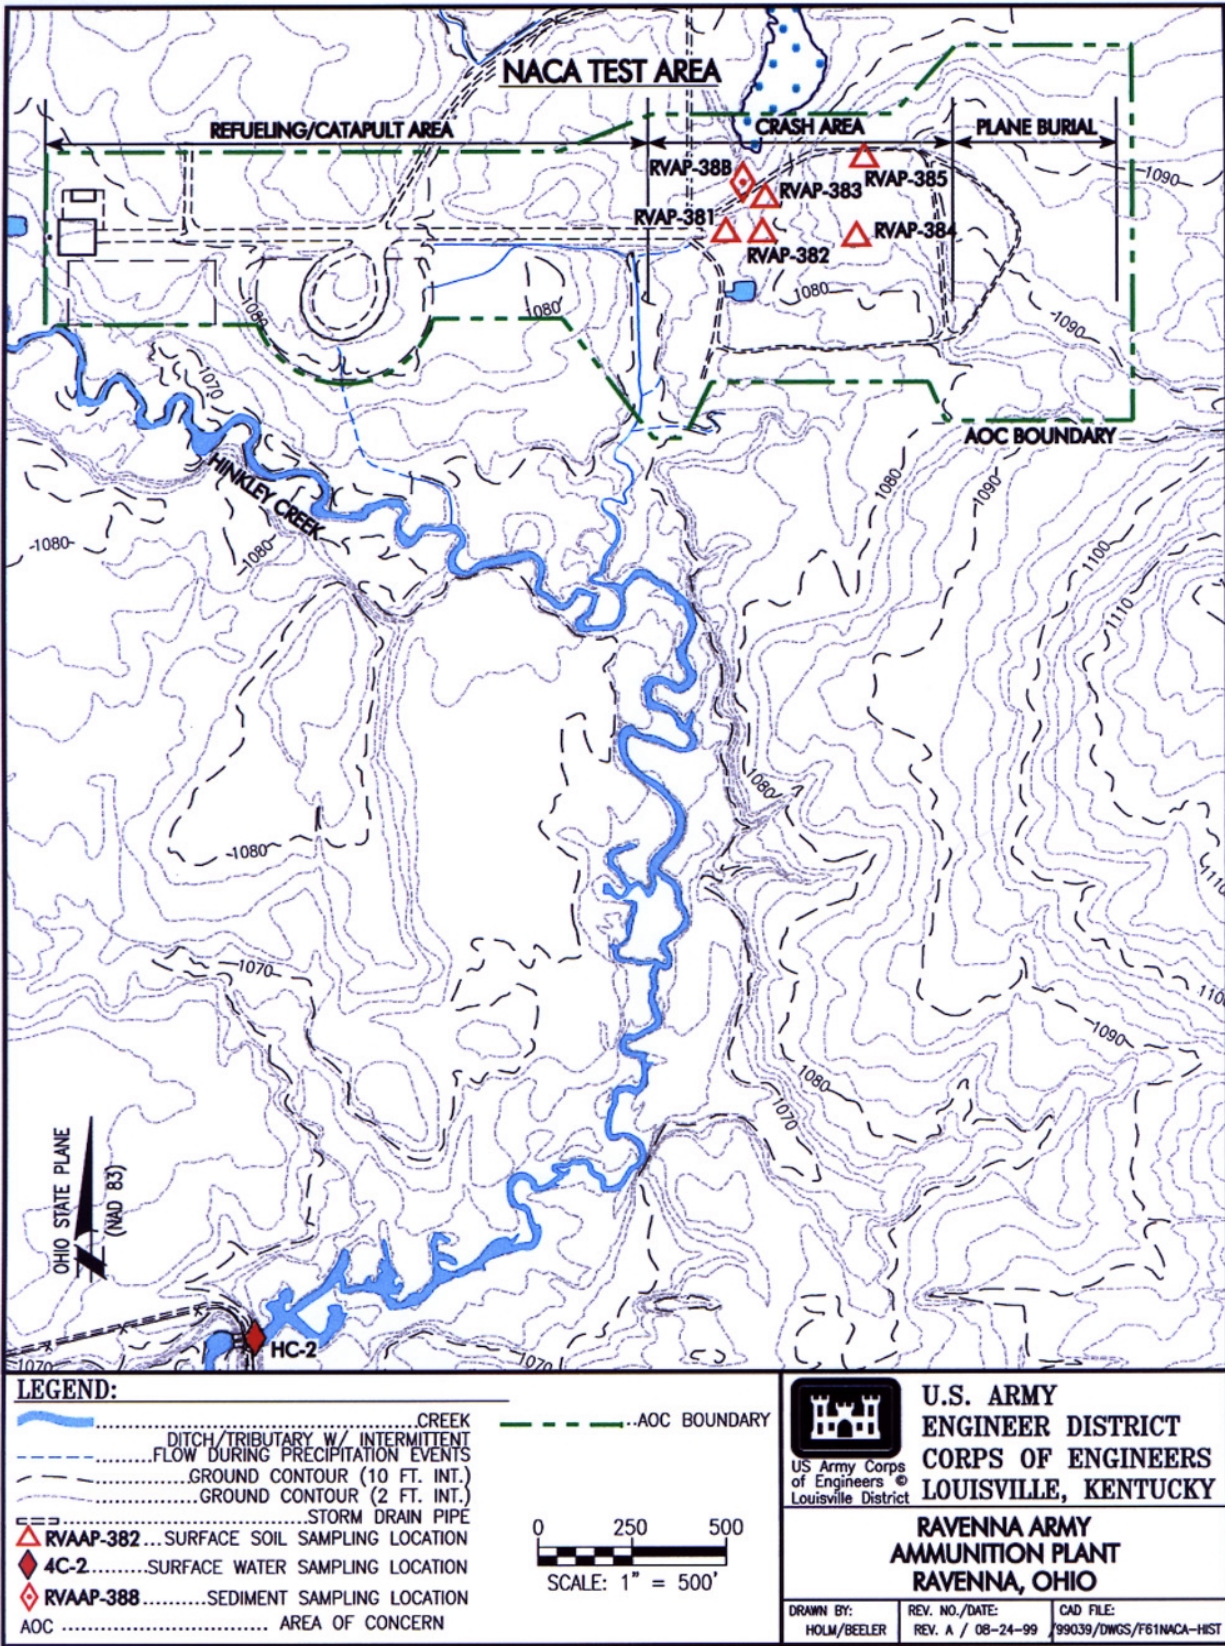 NACA TEST AREA
REFUELING/CATAPULT AREA
CRASH AREA
PLANE BURIAL
RVAP-38B
RVAP-385
1090
RVAP-383
RVAP-381
RVAP-384
RVAP-382
1080
1080
1080
1090
1070
AOC BOUNDARY
HINKLEY CREEK
1080
1090
1080
1080
1100
1110
1080
1080
1110
1070
1100
1090
1080
1070
OHIO STATE PLANE
(NAD 83)
HC-2
1070
1070
LEGEND:
CREEK
AOC BOUNDARY
DITCH/TRIBUTARY W/ INTERMITTENT
FLOW DURING PRECIPITATION EVENTS
GROUND CONTOUR (10 FT. INT.)
GROUND CONTOUR (2 FT. INT.)
STORM DRAIN PIPE
RVAAP-382...SURFACE SOIL SAMPLING LOCATION
4C-2.........SURFACE WATER SAMPLING LOCATION
RVAAP-388..........SEDIMENT SAMPLING LOCATION
AOC ................................ AREA OF CONCERN
0 250 500
SCALE: 1" = 500'
US Army Corps
of Engineers ©
Louisville District
U.S. ARMY
ENGINEER DISTRICT
CORPS OF ENGINEERS
LOUISVILLE, KENTUCKY
RAVENNA ARMY
AMMUNITION PLANT
RAVENNA, OHIO
DRAWN BY:
HOLM/BEELER
REV. NO./DATE:
REV. A / 08-24-99
CAD FILE:
/99039/DWGS/F61NACA-HIST